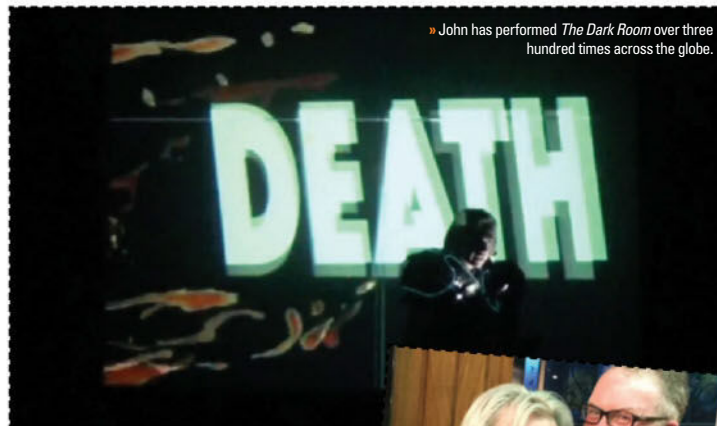 » John has performed The Dark Room over three
hundred times across the globe.
DEATH